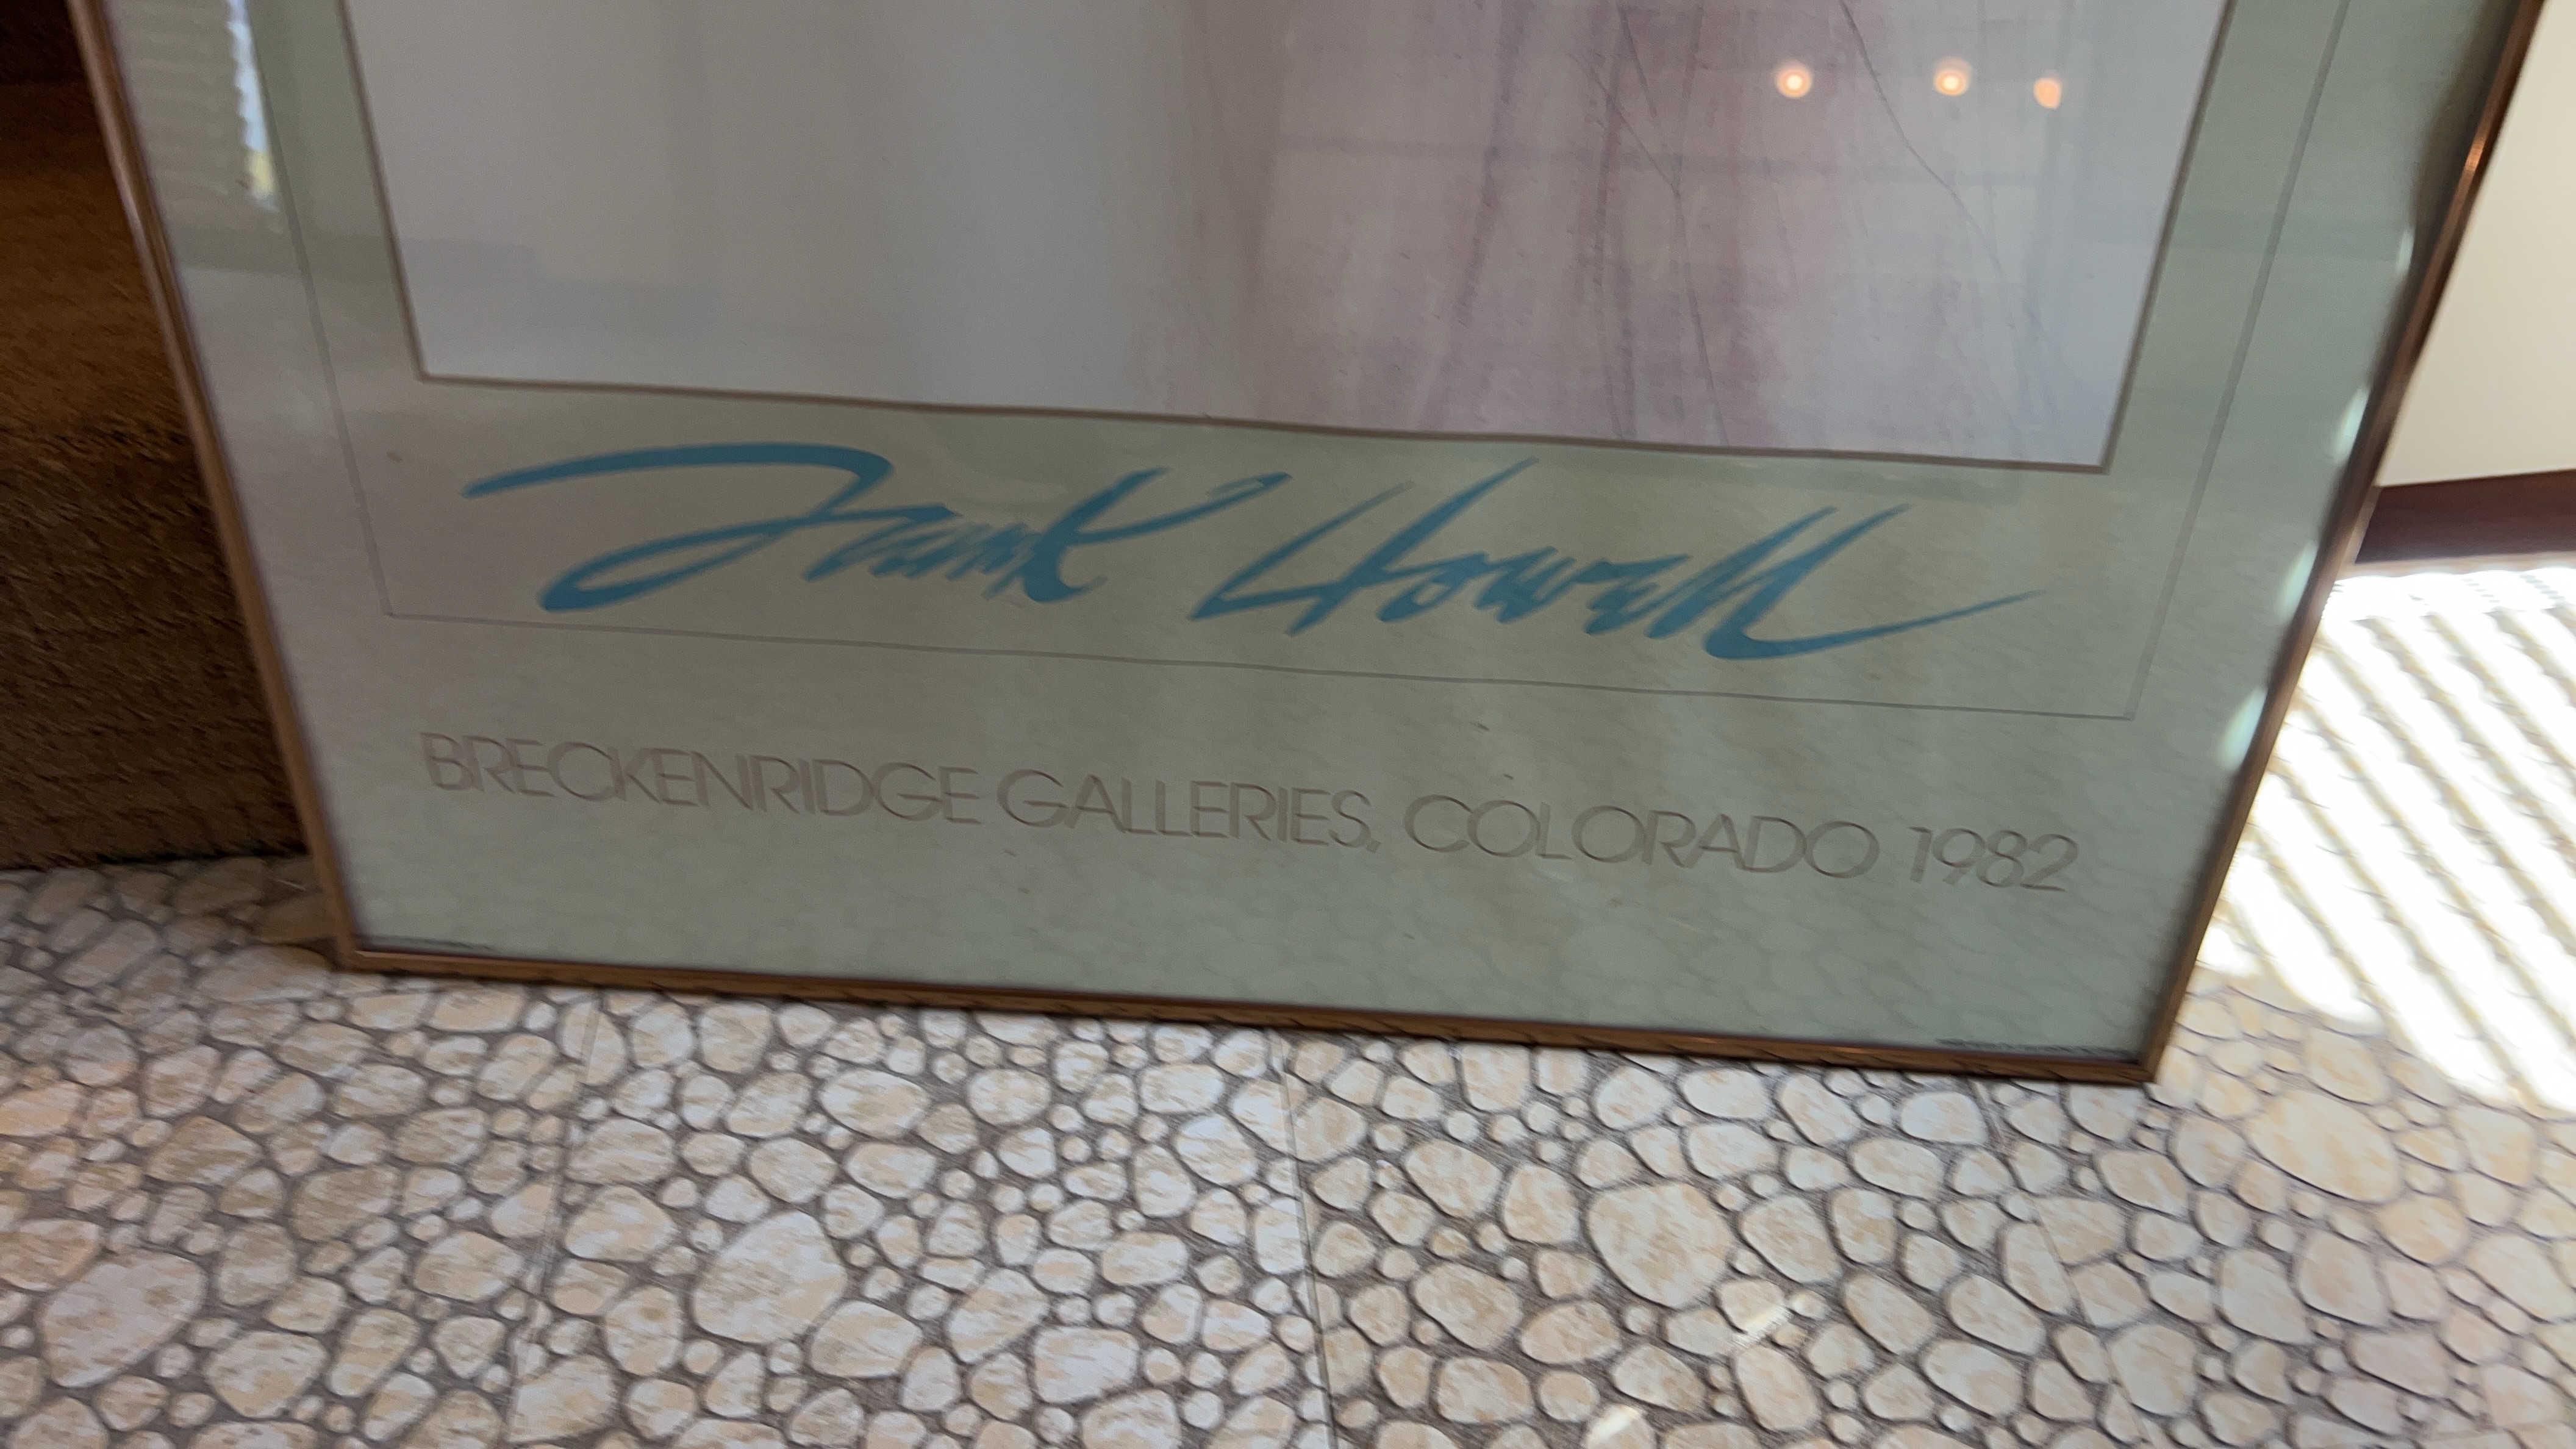 Frank Howell
BRECKENRIDGE GALLERIES, COLORADO 1982